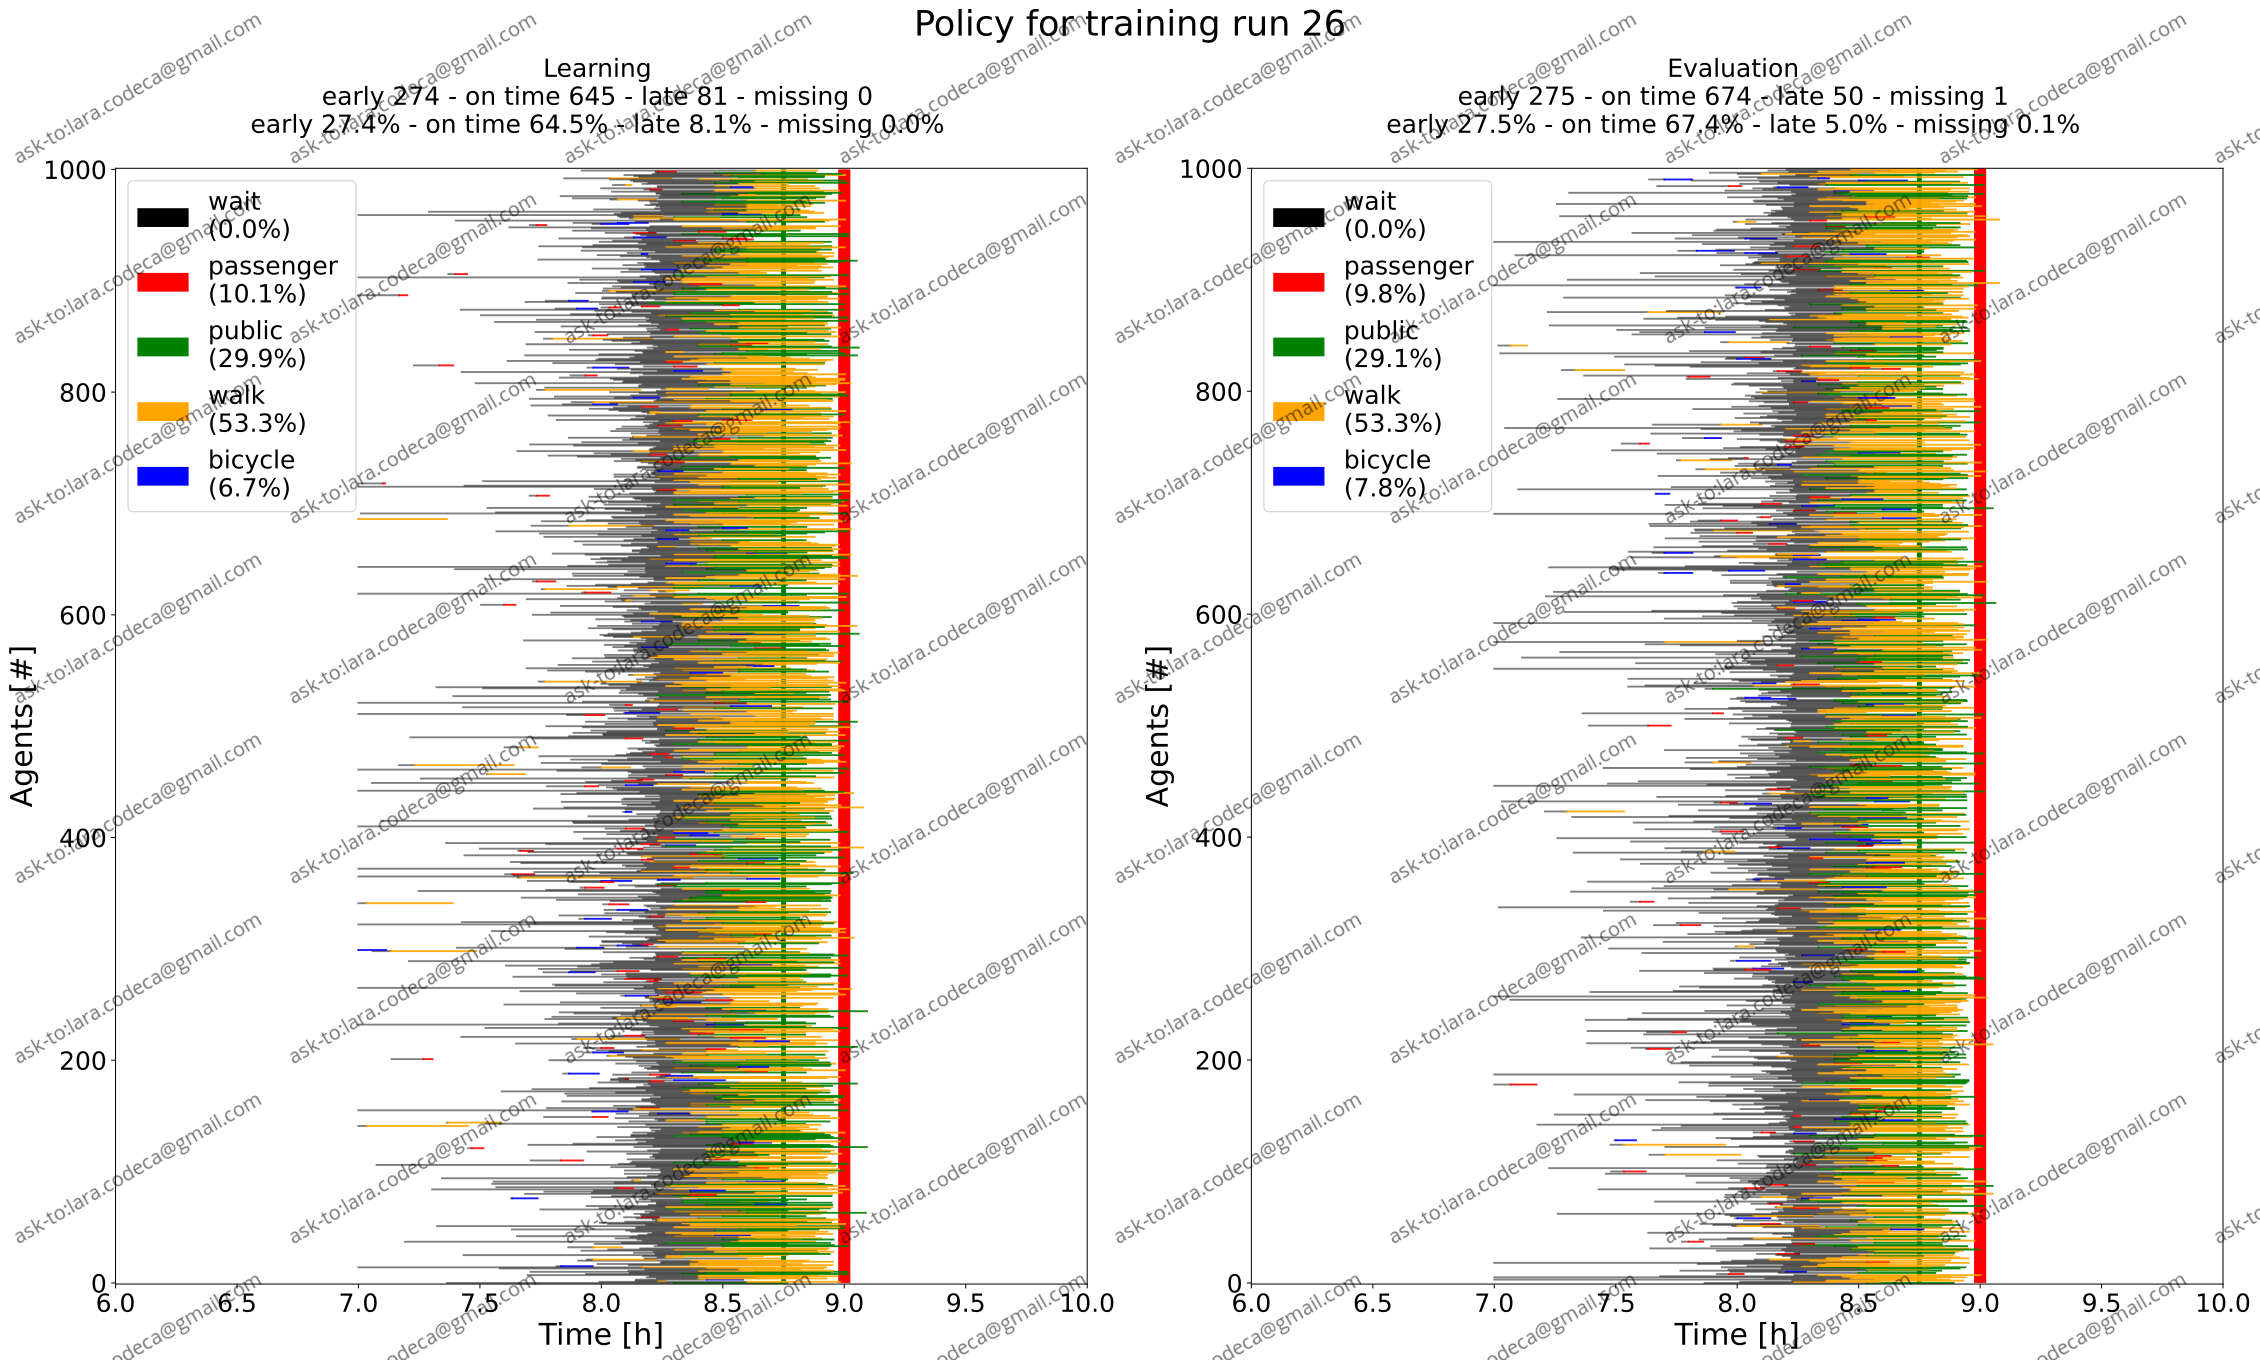 Policy for training run 26
Learning
early 274 - on time 645 - late 81 - missing 0
early 27.4% - on time 64.5% - late 8.1% - missing 0.0%
Evaluation
early 275 - on time 674 - late 50 - missing 1
early 27.5% - on time 67.4% - late 5.0% - missing 0.1%
wait
(0.0%)
passenger
(10.1%)
public
(29.9%)
walk
(53.3%)
bicycle
(6.7%)
1000
800
600
400
200
0
Agents [#]
6.0 6.5 7.0 7.5 8.0 8.5 9.0 9.5 10.0
Time [h]
wait
(0.0%)
passenger
(9.8%)
public
(29.1%)
walk
(53.3%)
bicycle
(7.8%)
1000
800
600
400
200
0
Agents [#]
6.0 6.5 7.0 7.5 8.0 8.5 9.0 9.5 10.0
Time [h]
ask-to:lara.codeca@gmail.com